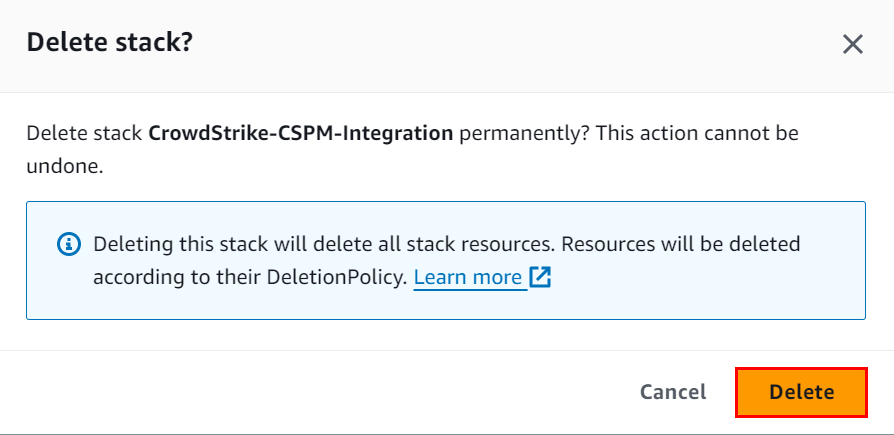 Delete stack?
Delete stack CrowdStrike-CSPM-Integration permanently? This action cannot be
undone.
Deleting this stack will delete all stack resources. Resources will be deleted
according to their DeletionPolicy. Learn more
Cancel Delete